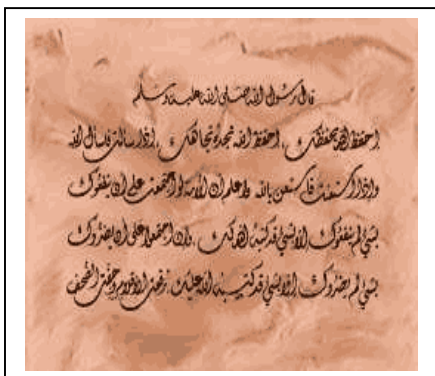 قال رسول الله صلى الله عليه وسلم
احفظ الله يحفظك ، احفظ الله تجده تجاهك ، إذا سألت فاسأل الله
وإذا استعنت فاستعن بالله واعلم أن الأمة لو اجتمعت على أن ينفعوك
بشيء لم ينفعوك إلا بشيء قد كتبه الله لك ، وإن اجتمعوا على أن يضروك
بشيء لم يضروك إلا بشيء قد كتبه الله عليك رفعت الأقلام وجفت الصحف